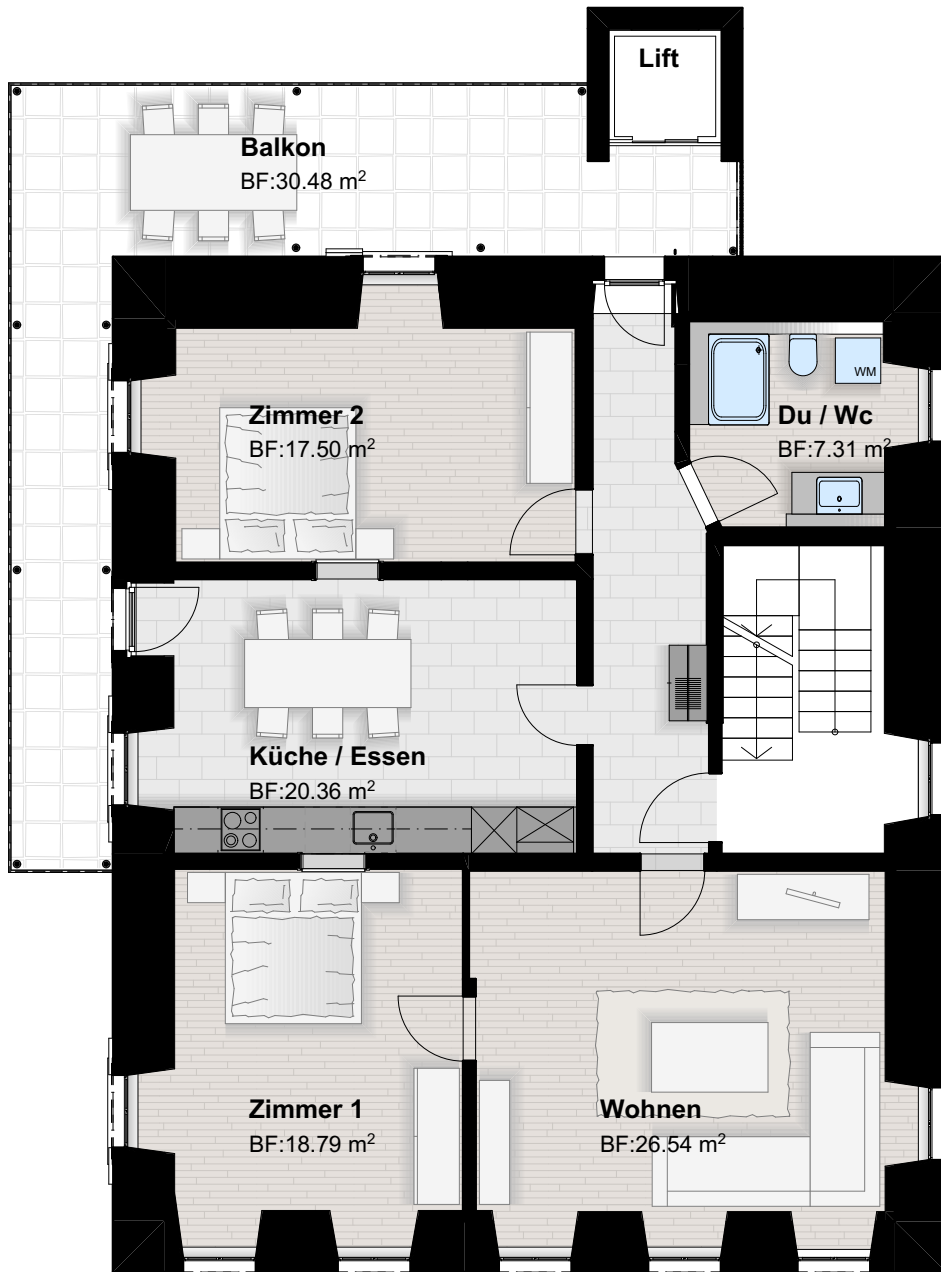 Lift
Balkon
BF:30.48 m²
Zimmer 2
BF:17.50 m²
WM
Du / Wc
BF:7.31 m²
Küche / Essen
BF:20.36 m²
Zimmer 1
BF:18.79 m²
Wohnen
BF:26.54 m²